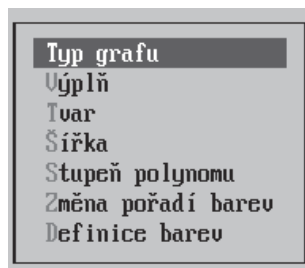 Typ grafu
Výplň
Tvar
Šířka
Stupeň polynomu
Změna pořadí barev
Definice barev